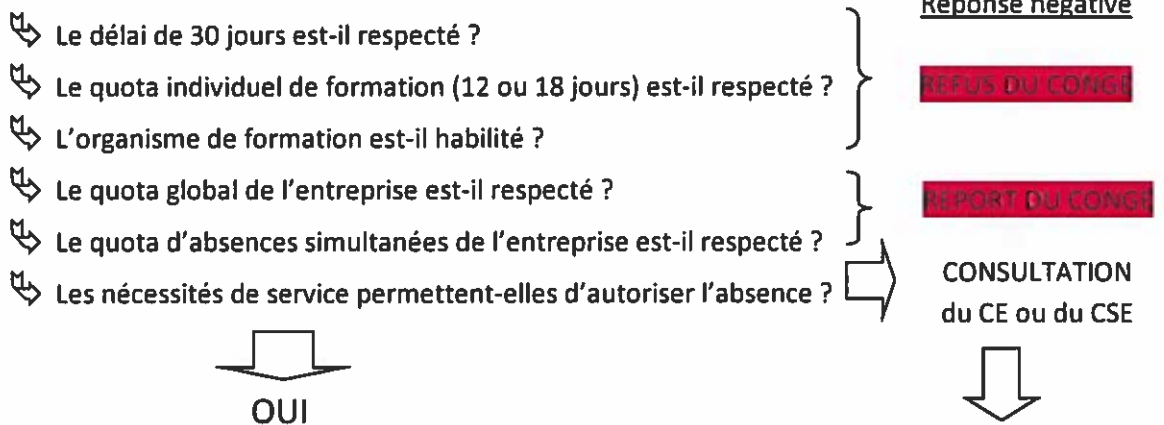 Réponse négative
Le délai de 30 jours est-il respecté ?
Le quota individuel de formation (12 ou 18 jours) est-il respecté ?
REFUS DU CONGE
L'organisme de formation est-il habilité ?
Le quota global de l'entreprise est-il respecté ?
REPORT DU CONGE
Le quota d'absences simultanées de l'entreprise est-il respecté ?
Les nécessités de service permettent-elles d'autoriser l'absence ?
CONSULTATION
du CE ou du CSE
OUI